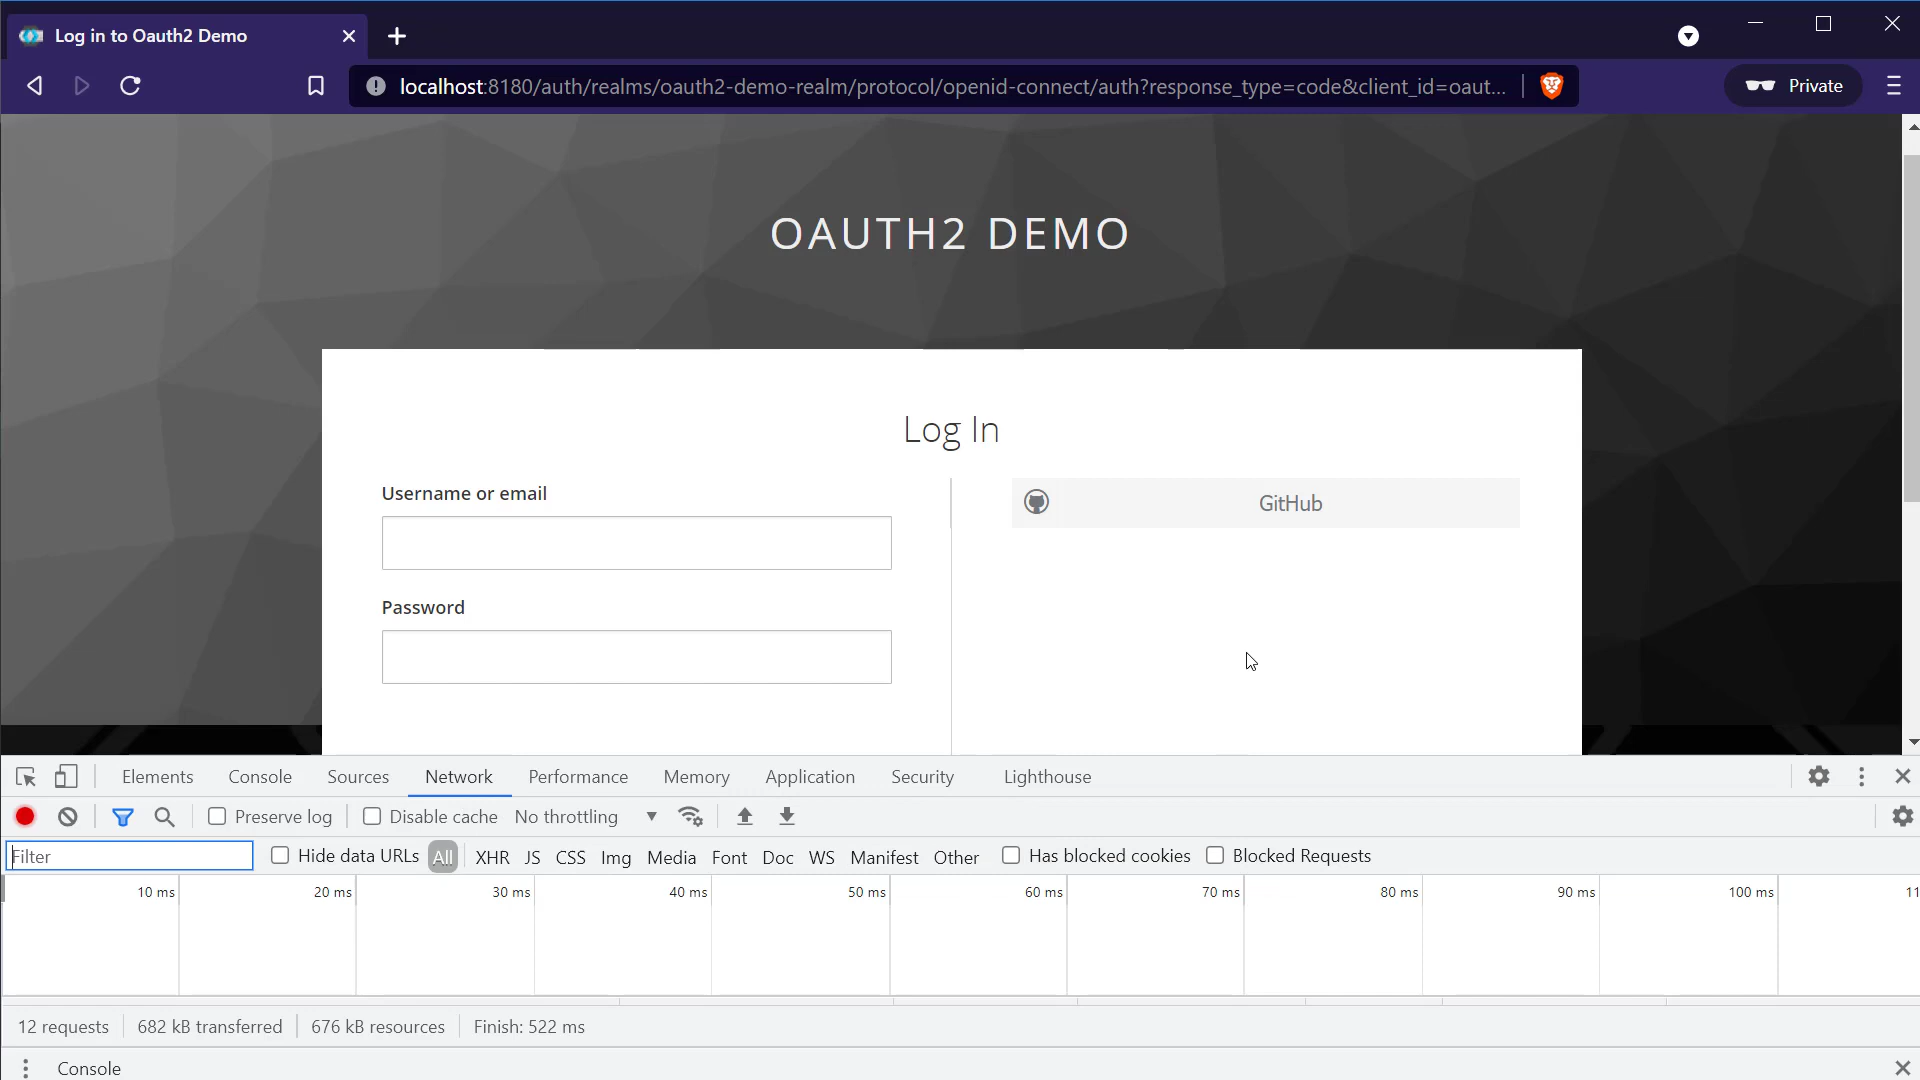 Log in to Oauth2 Demo
localhost:8180/auth/realms/oauth2-demo-realm/protocol/openid-connect/auth?response_type=code&client_id=oaut...
Private
OAUTH2 DEMO
Log In
Username or email
GitHub
Password
Elements Console Sources Network Performance Memory Application Security Lighthouse
Preserve log Disable cache No throttling
Filter Hide data URLs All XHR JS CSS Img Media Font Doc WS Manifest Other Has blocked cookies Blocked Requests
10 ms 20 ms 30 ms 40 ms 50 ms 60 ms 70 ms 80 ms 90 ms 100 ms 11
12 requests 682 kB transferred 676 kB resources Finish: 522 ms
Console